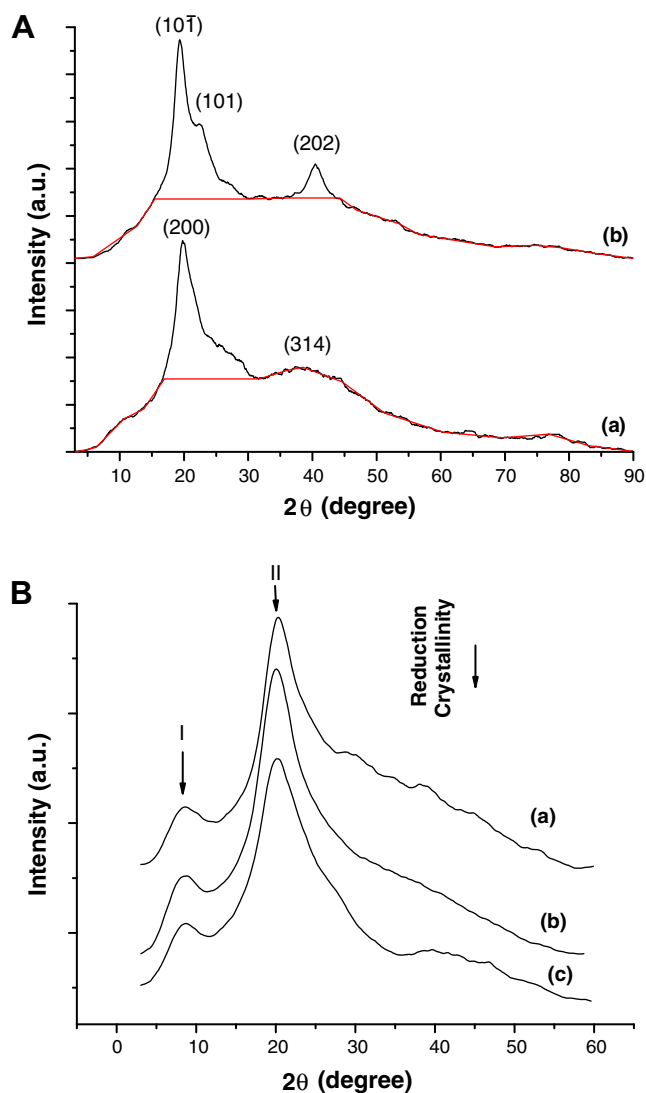 A
(101̄)
(101)
(202)
(200)
(b)
(314)
(a)
Intensity (a.u.)
10 20 30 40 50 60 70 80 90
2θ (degree)
B
II
Reduction
Crystallinity
I
(a)
(b)
(c)
Intensity (a.u.)
0 10 20 30 40 50 60
2θ (degree)